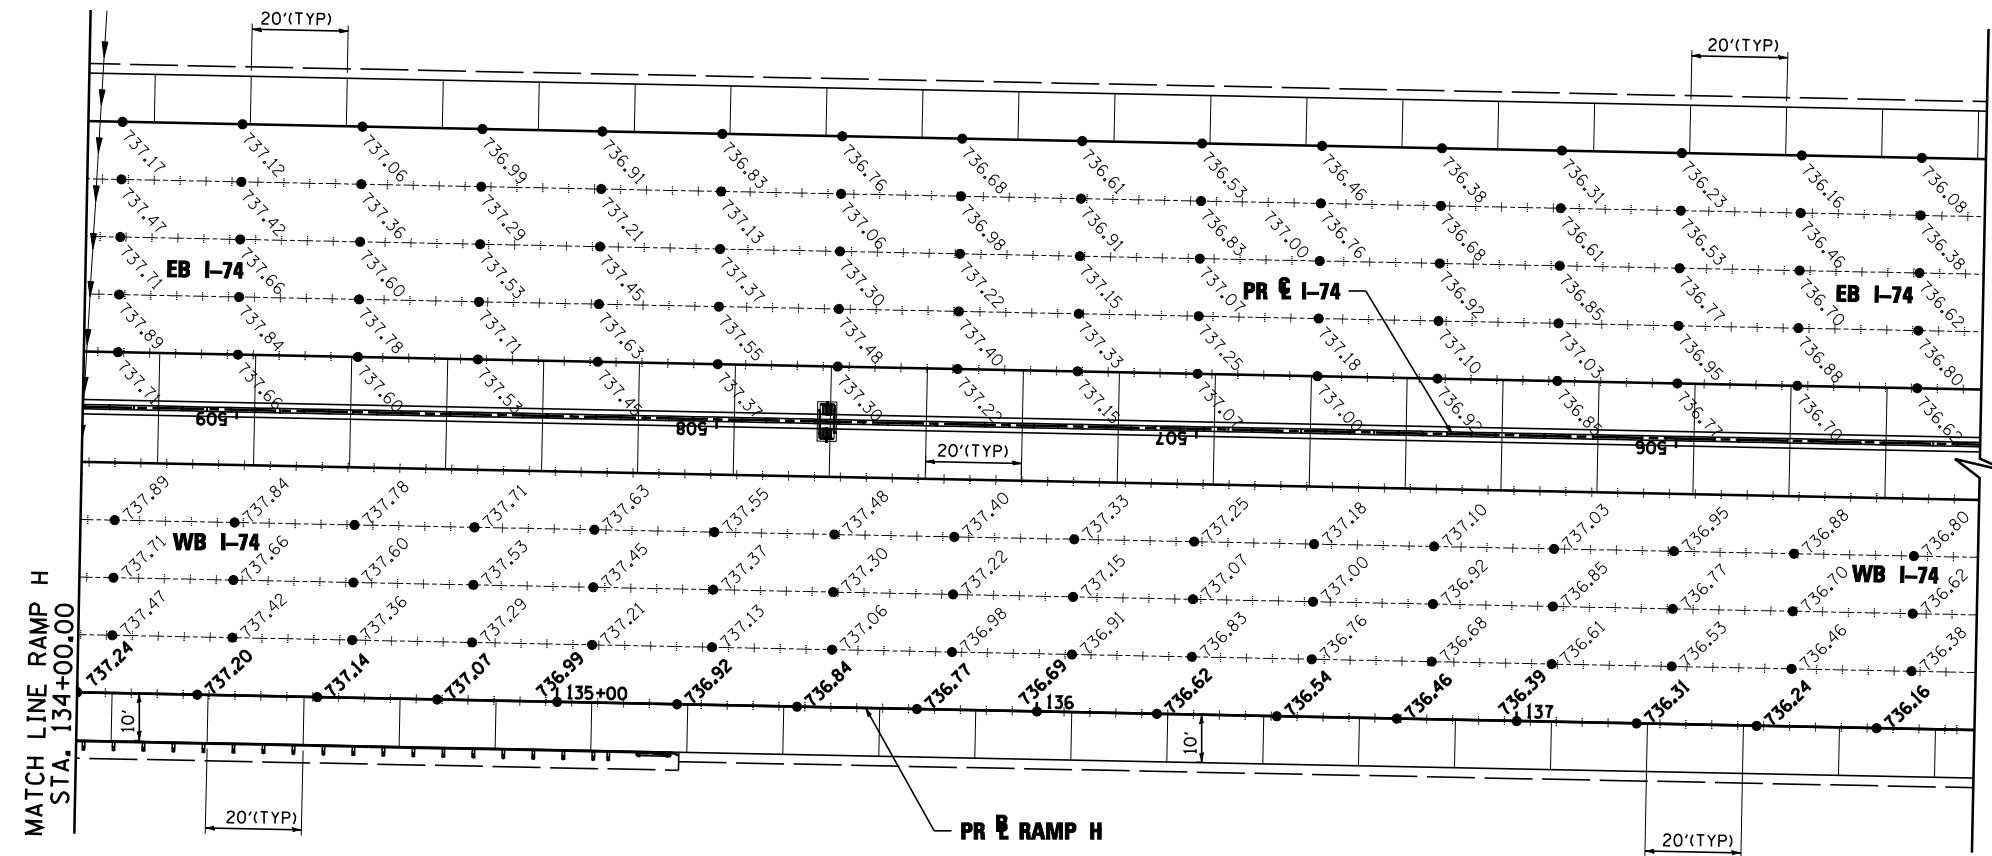 20'(TYP)
20'(TYP)
737.17 737.12 737.06 736.99 736.91 736.83 736.76 736.68 736.61 736.53 736.46 736.38 736.31 736.23 736.16 736.08
737.47 737.42 737.36 737.29 737.21 737.13 737.06 736.98 736.91 736.83 736.76 736.68 736.61 736.53 736.46 736.38
737.71 737.66 737.60 737.53 737.45 737.37 737.30 737.22 737.15 737.07 737.00 736.92 736.85 736.77 736.70 736.62
EB I-74
PR ℄ I-74
EB I-74
737.89 737.84 737.78 737.71 737.63 737.55 737.48 737.40 737.33 737.25 737.18 737.10 737.03 736.95 736.88 736.80
737.71 737.66 737.60 737.53 737.45 737.37 737.30 737.22 737.15 737.07 737.00 736.92 736.85 736.77 736.70 736.62
509 508 507 506
20'(TYP)
737.89 737.84 737.78 737.71 737.63 737.55 737.48 737.40 737.33 737.25 737.18 737.10 737.03 736.95 736.88 736.80
WB I-74
WB I-74
737.71 737.66 737.60 737.53 737.45 737.37 737.30 737.22 737.15 737.07 737.00 736.92 736.85 736.77 736.70 736.62
737.47 737.42 737.36 737.29 737.21 737.13 737.06 736.98 736.91 736.83 736.76 736.68 736.61 736.53 736.46 736.38
737.24 737.20 737.14 737.07 736.99 736.92 736.84 736.77 736.69 736.62 736.54 736.46 736.39 736.31 736.24 736.16
135+00 136 137
10'
10'
MATCH LINE RAMP H
STA. 134+00.00
20'(TYP)
PR BL RAMP H
20'(TYP)